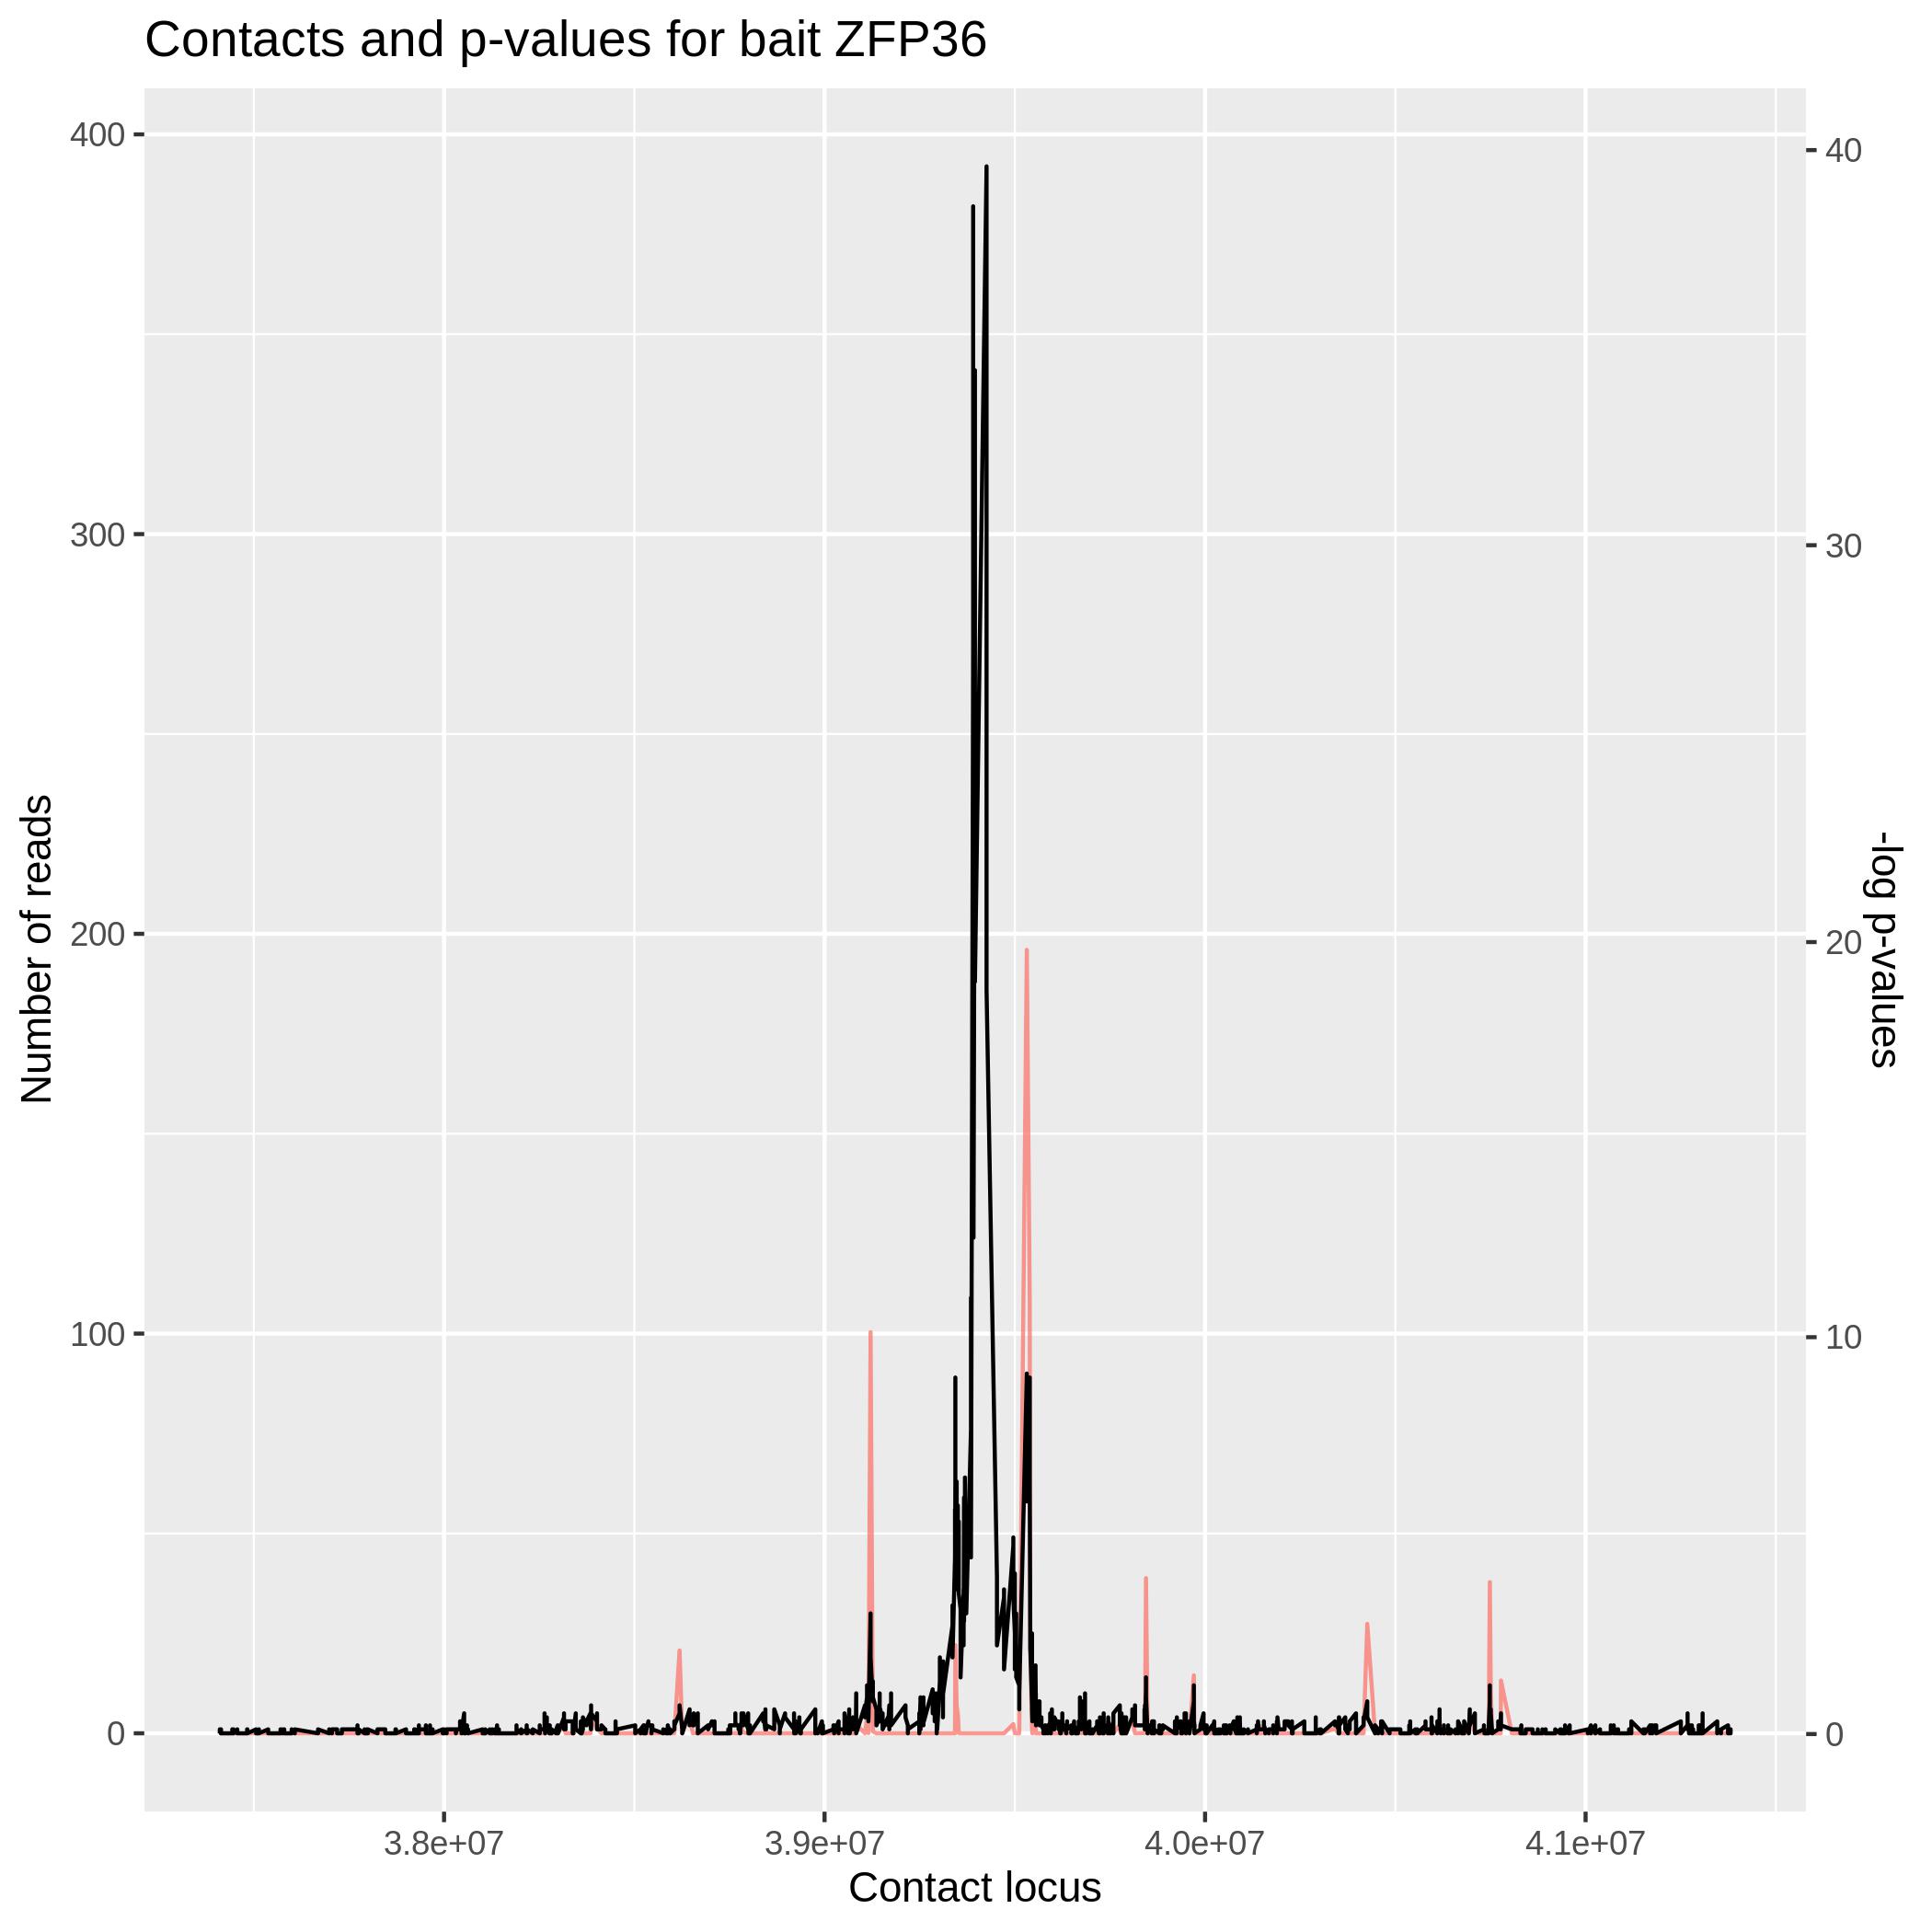 Contacts and p-values for bait ZFP36
400
300
200
100
0
Number of reads
40
30
20
10
0
-log p-values
3.8e+07
3.9e+07
4.0e+07
4.1e+07
Contact locus